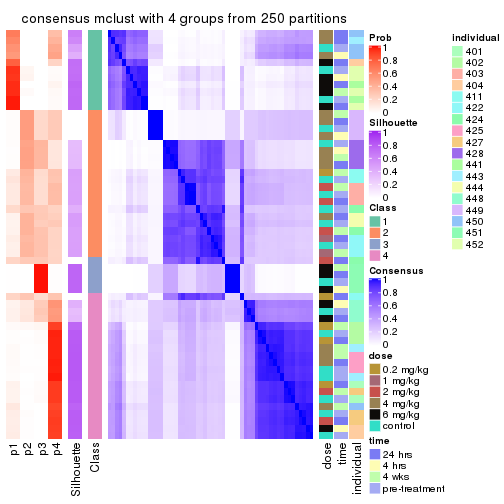 consensus mclust with 4 groups from 250 partitions
Prob
1
0.8
0.6
0.4
0.2
0
Silhouette
1
0.8
0.6
0.4
0.2
0
Class
1
2
3
4
Consensus
1
0.8
0.6
0.4
0.2
0
dose
0.2 mg/kg
1 mg/kg
2 mg/kg
4 mg/kg
6 mg/kg
control
time
24 hrs
4 hrs
4 wks
pre-treatment
individual
401
402
403
404
411
422
424
425
427
428
441
443
444
448
449
450
451
452
p1
p2
p3
p4
Silhouette
Class
dose
time
individual